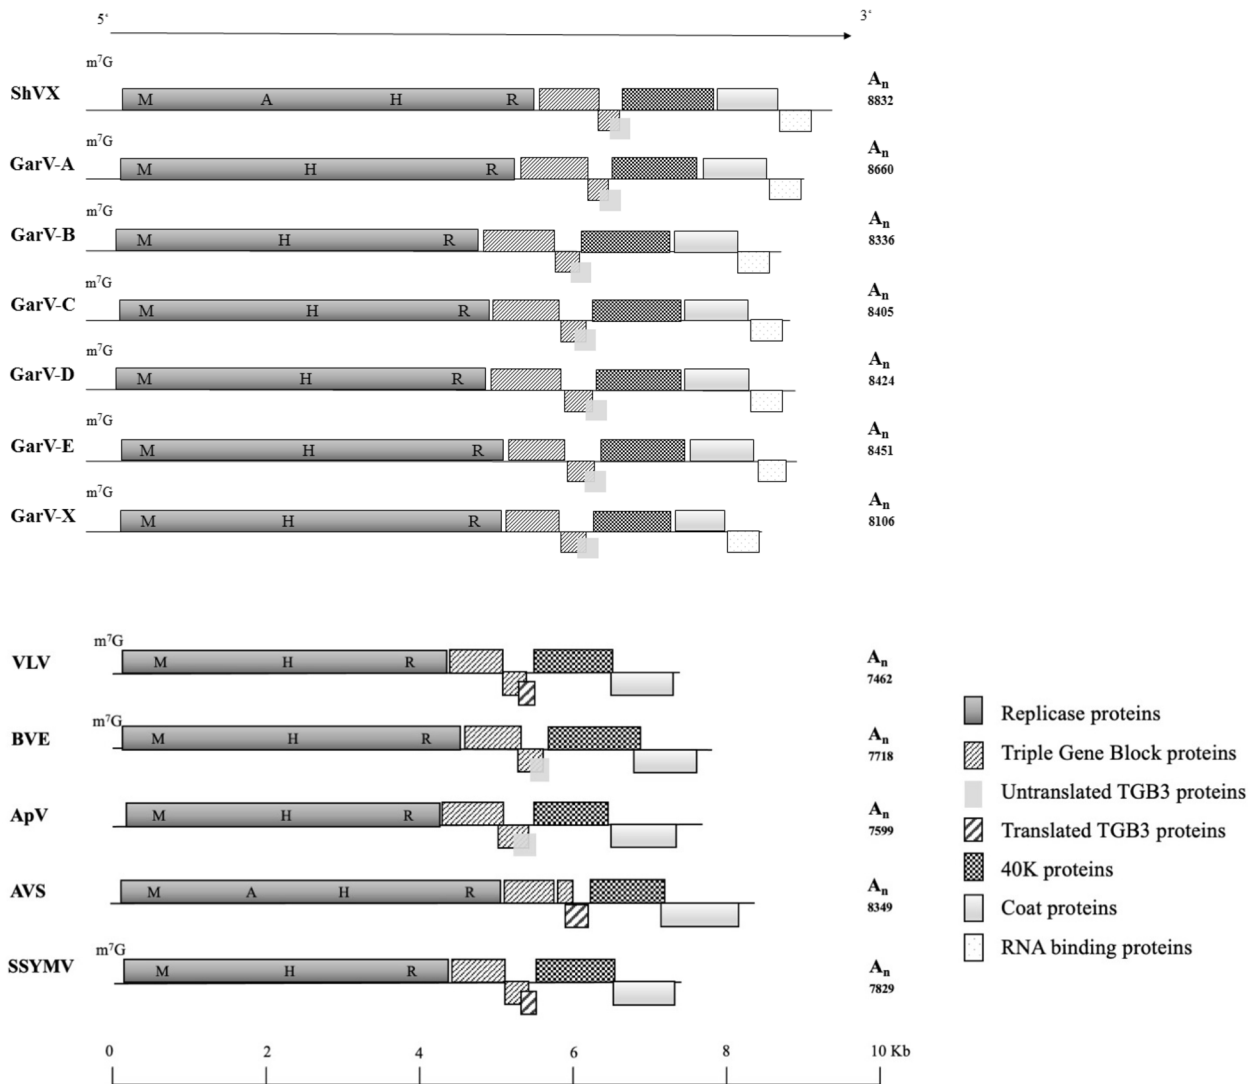 5‘ 3‘
m⁷G
ShVX M A H R Aₙ
8832
m⁷G
GarV-A M H R Aₙ
8660
m⁷G
GarV-B M H R Aₙ
8336
m⁷G
GarV-C M H R Aₙ
8405
m⁷G
GarV-D M H R Aₙ
8424
m⁷G
GarV-E M H R Aₙ
8451
m⁷G
GarV-X M H R Aₙ
8106
m⁷G
VLV M H R Aₙ
7462
m⁷G
BVE M H R Aₙ
7718
ApV M H R Aₙ
7599
AVS M A H R Aₙ
8349
m⁷G
SSYMV M H R Aₙ
7829
Replicase proteins
Triple Gene Block proteins
Untranslated TGB3 proteins
Translated TGB3 proteins
40K proteins
Coat proteins
RNA binding proteins
0 2 4 6 8 10 Kb